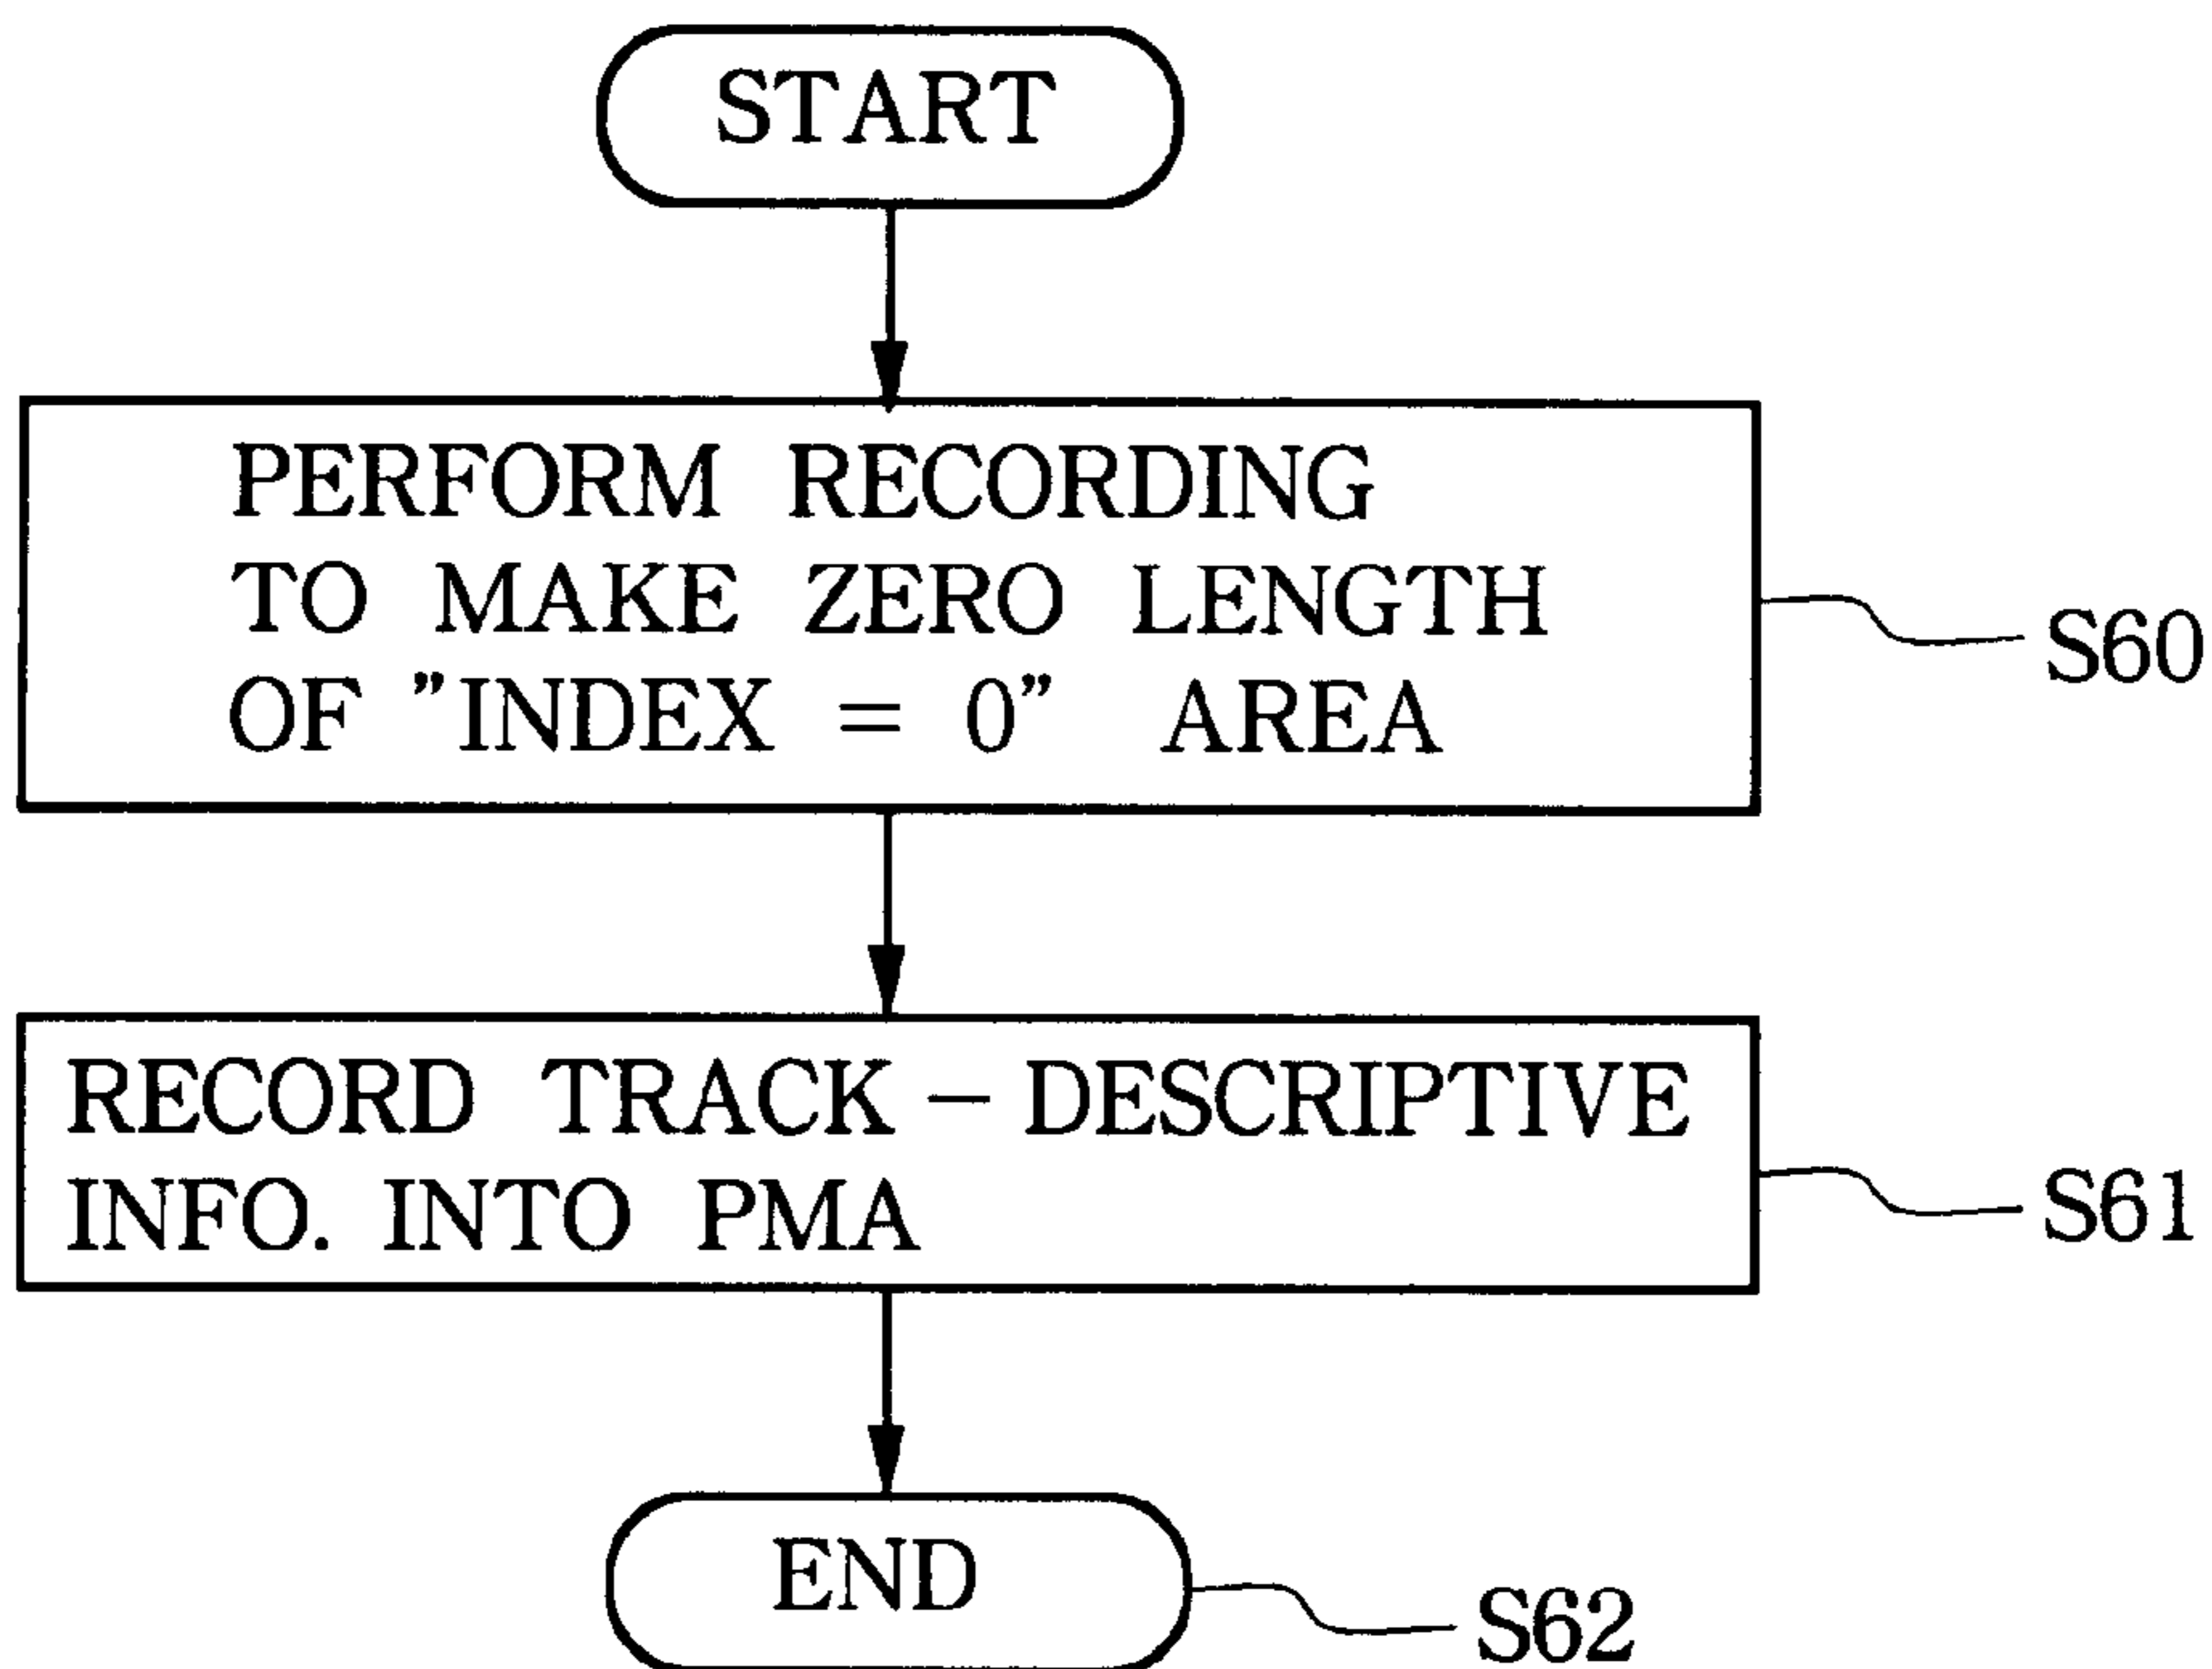 START
PERFORM RECORDING
TO MAKE ZERO LENGTH
OF ”INDEX = 0” AREA
S60
RECORD TRACK – DESCRIPTIVE
INFO. INTO PMA
S61
END
S62